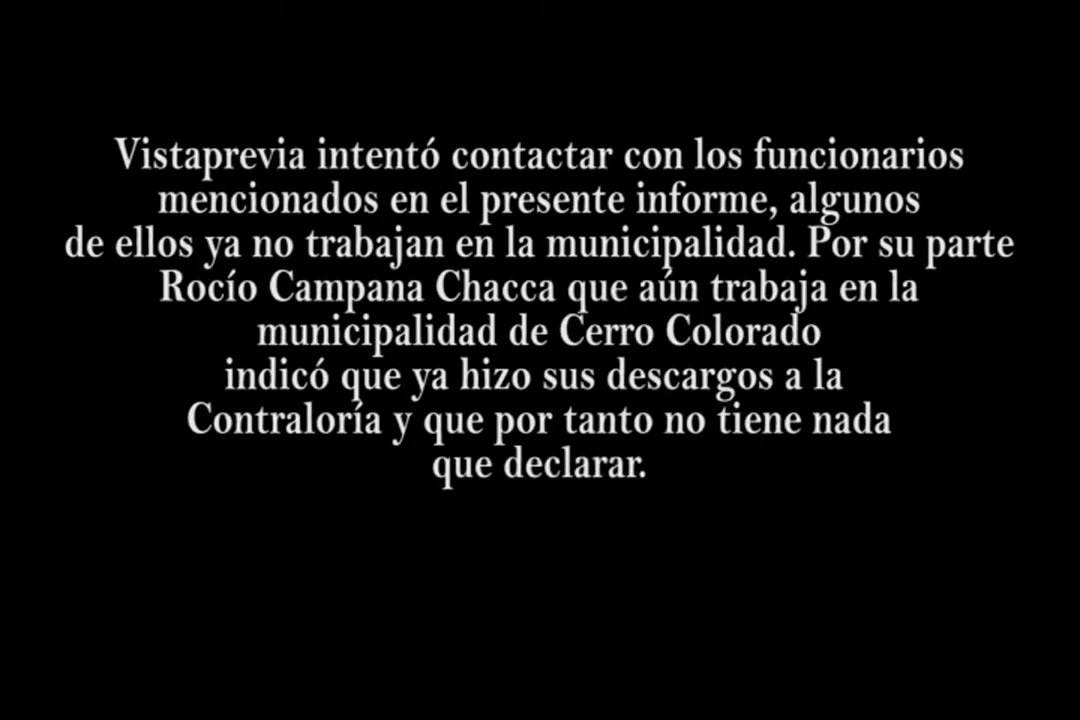 Vistaprevia intentó contactar con los funcionarios
mencionados en el presente informe, algunos
de ellos ya no trabajan en la municipalidad. Por su parte
Rocío Campana Chacca que aún trabaja en la
municipalidad de Cerro Colorado
indicó que ya hizo sus descargos a la
Contraloría y que por tanto no tiene nada
que declarar.